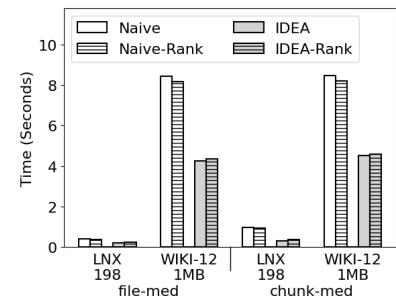 Naive
Naive-Rank
IDEA
IDEA-Rank
Time (Seconds)
10
8
6
4
2
0
LNX WIKI-12 LNX WIKI-12
198 1MB 198 1MB
file-med chunk-med